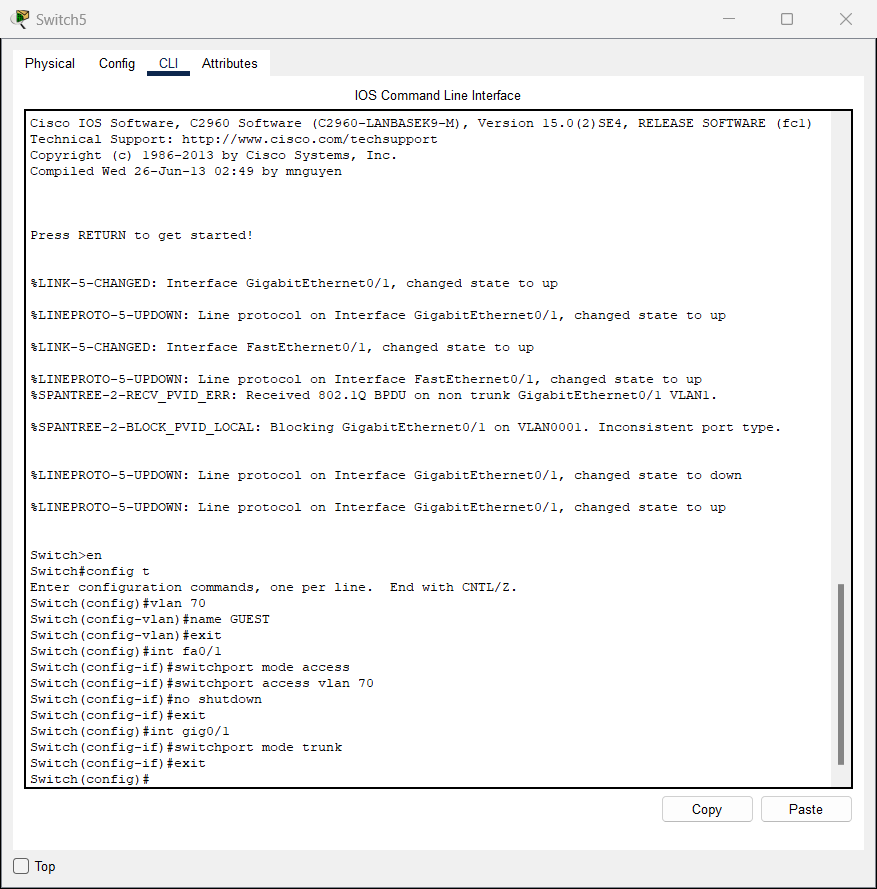 Switch5
Physical Config CLI Attributes
IOS Command Line Interface
Cisco IOS Software, C2960 Software (C2960-LANBASEK9-M), Version 15.0(2)SE4, RELEASE SOFTWARE (fc1)
Technical Support: http://www.cisco.com/techsupport
Copyright (c) 1986-2013 by Cisco Systems, Inc.
Compiled Wed 26-Jun-13 02:49 by mnguyen
Press RETURN to get started!
%LINK-5-CHANGED: Interface GigabitEthernet0/1, changed state to up
%LINEPROTO-5-UPDOWN: Line protocol on Interface GigabitEthernet0/1, changed state to up
%LINK-5-CHANGED: Interface FastEthernet0/1, changed state to up
%LINEPROTO-5-UPDOWN: Line protocol on Interface FastEthernet0/1, changed state to up
%SPANTREE-2-RECV_PVID_ERR: Received 802.1Q BPDU on non trunk GigabitEthernet0/1 VLAN1.
%SPANTREE-2-BLOCK_PVID_LOCAL: Blocking GigabitEthernet0/1 on VLAN0001. Inconsistent port type.
%LINEPROTO-5-UPDOWN: Line protocol on Interface GigabitEthernet0/1, changed state to down
%LINEPROTO-5-UPDOWN: Line protocol on Interface GigabitEthernet0/1, changed state to up
Switch>en
Switch#config t
Enter configuration commands, one per line.  End with CNTL/Z.
Switch(config)#vlan 70
Switch(config-vlan)#name GUEST
Switch(config-vlan)#exit
Switch(config)#int fa0/1
Switch(config-if)#switchport mode access
Switch(config-if)#switchport access vlan 70
Switch(config-if)#no shutdown
Switch(config-if)#exit
Switch(config)#int gig0/1
Switch(config-if)#switchport mode trunk
Switch(config-if)#exit
Switch(config)#
Copy Paste
Top